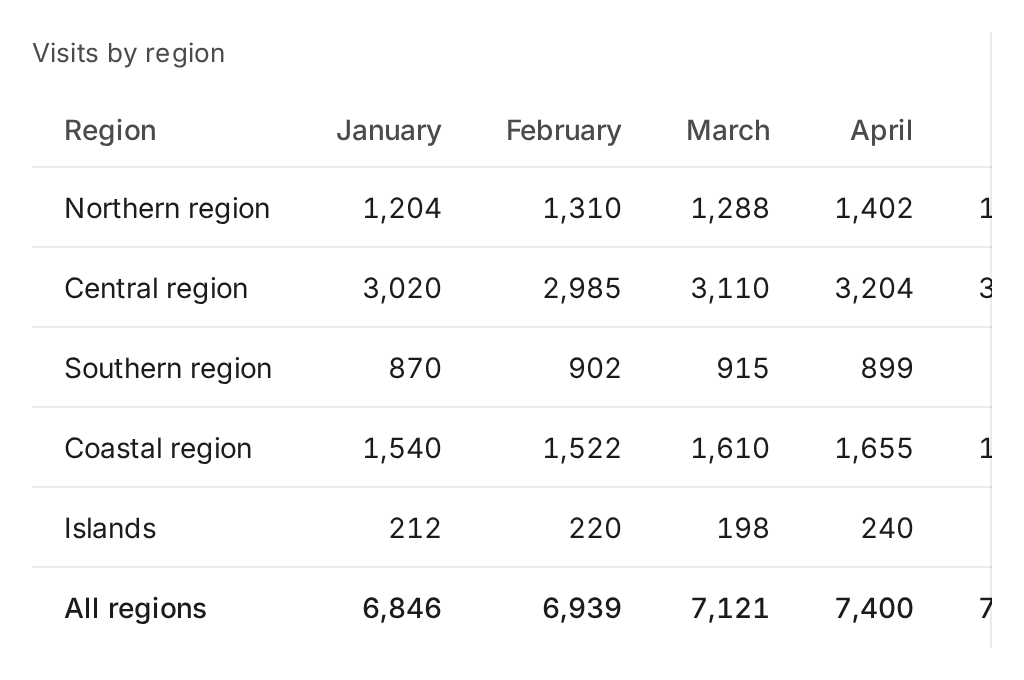 Visits by region
Region January February March April
Northern region 1,204 1,310 1,288 1,402
Central region 3,020 2,985 3,110 3,204
Southern region 870 902 915 899
Coastal region 1,540 1,522 1,610 1,655
Islands 212 220 198 240
All regions 6,846 6,939 7,121 7,400